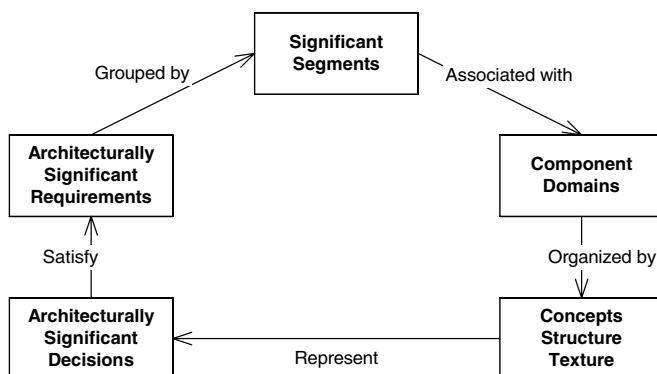 Significant
Segments
Grouped by
Associated with
Architecturally
Significant
Requirements
Component
Domains
Satisfy
Organized by
Architecturally
Significant
Decisions
Represent
Concepts
Structure
Texture